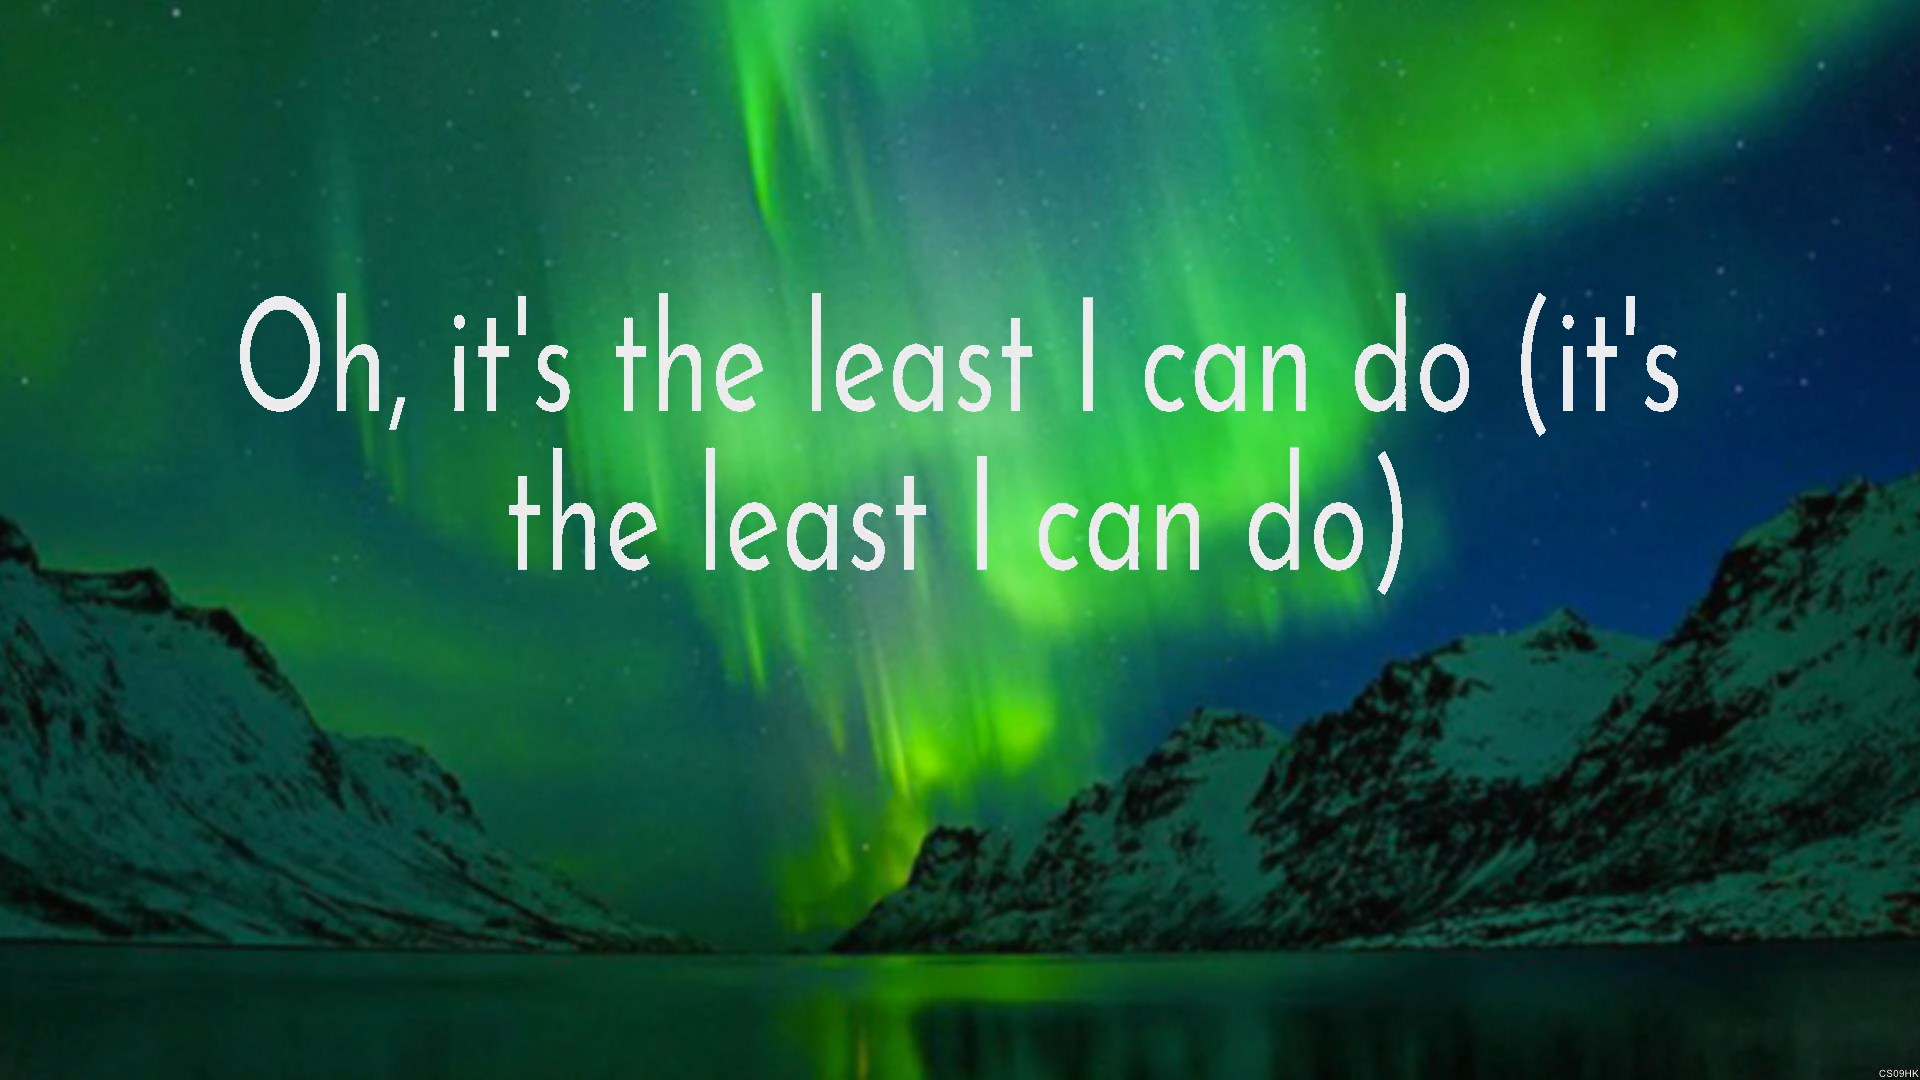 Oh, it's the least I can do (it's
the least I can do)
CS09HK